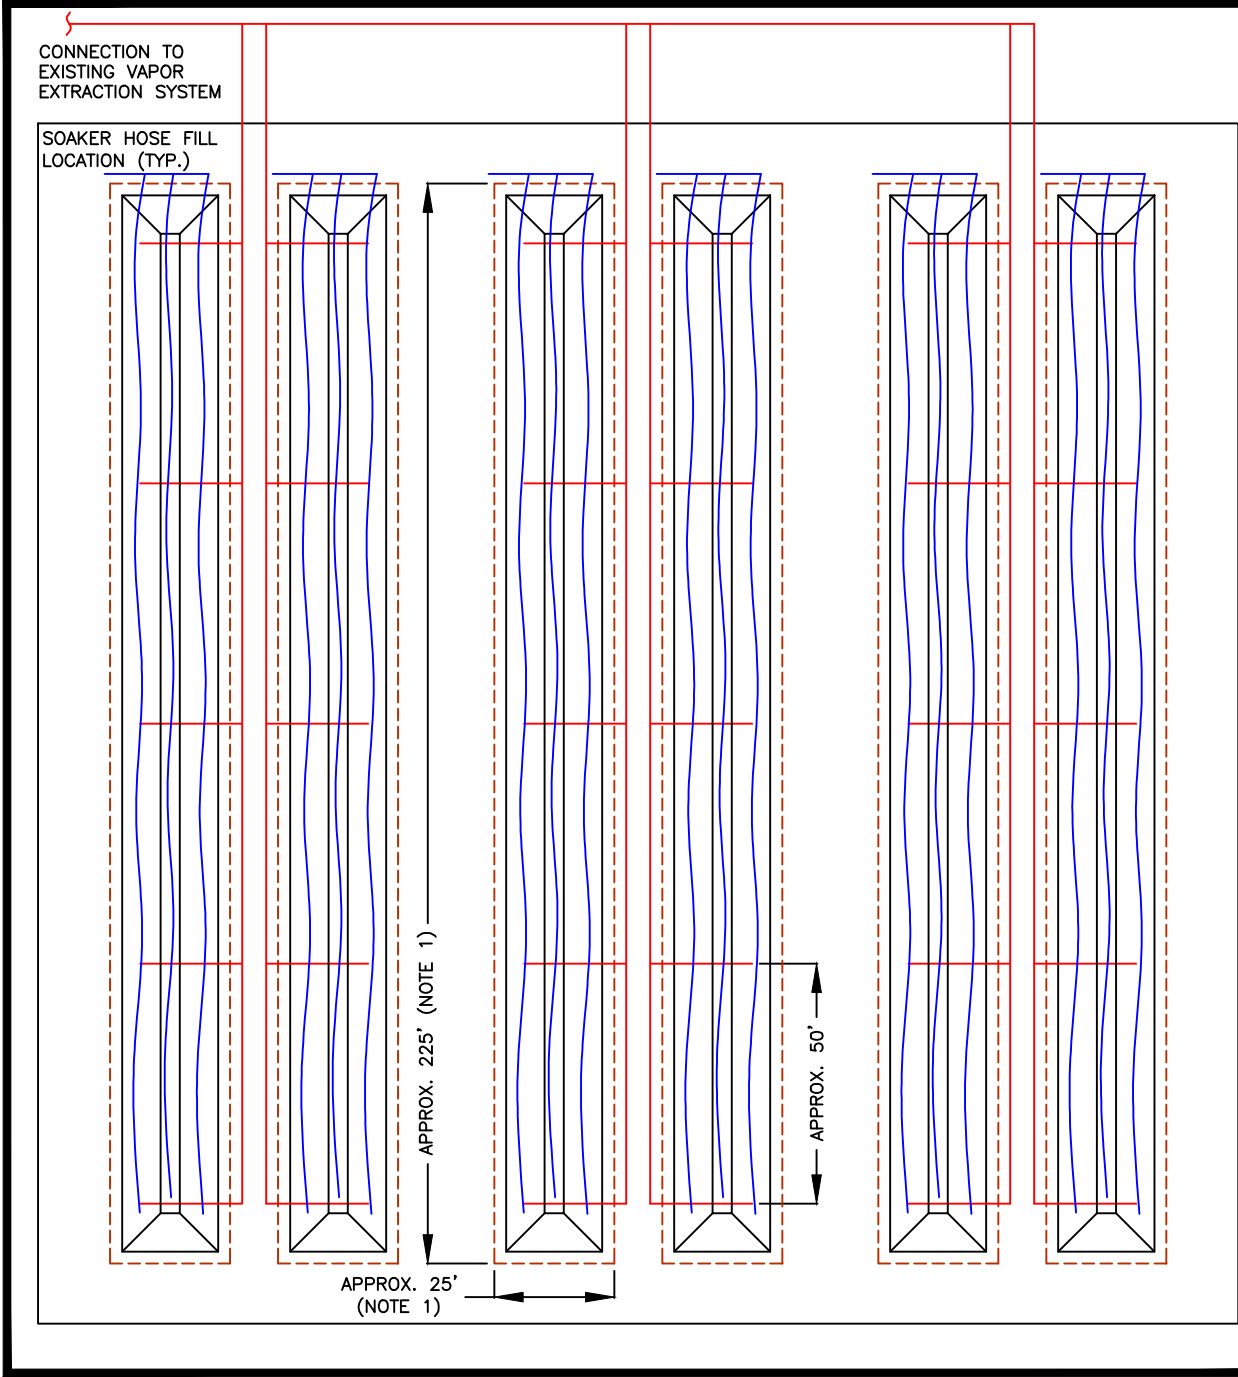 CONNECTION TO
EXISTING VAPOR
EXTRACTION SYSTEM
SOAKER HOSE FILL
LOCATION (TYP.)
APPROX. 225' (NOTE 1)
APPROX. 50'
APPROX. 25'
(NOTE 1)